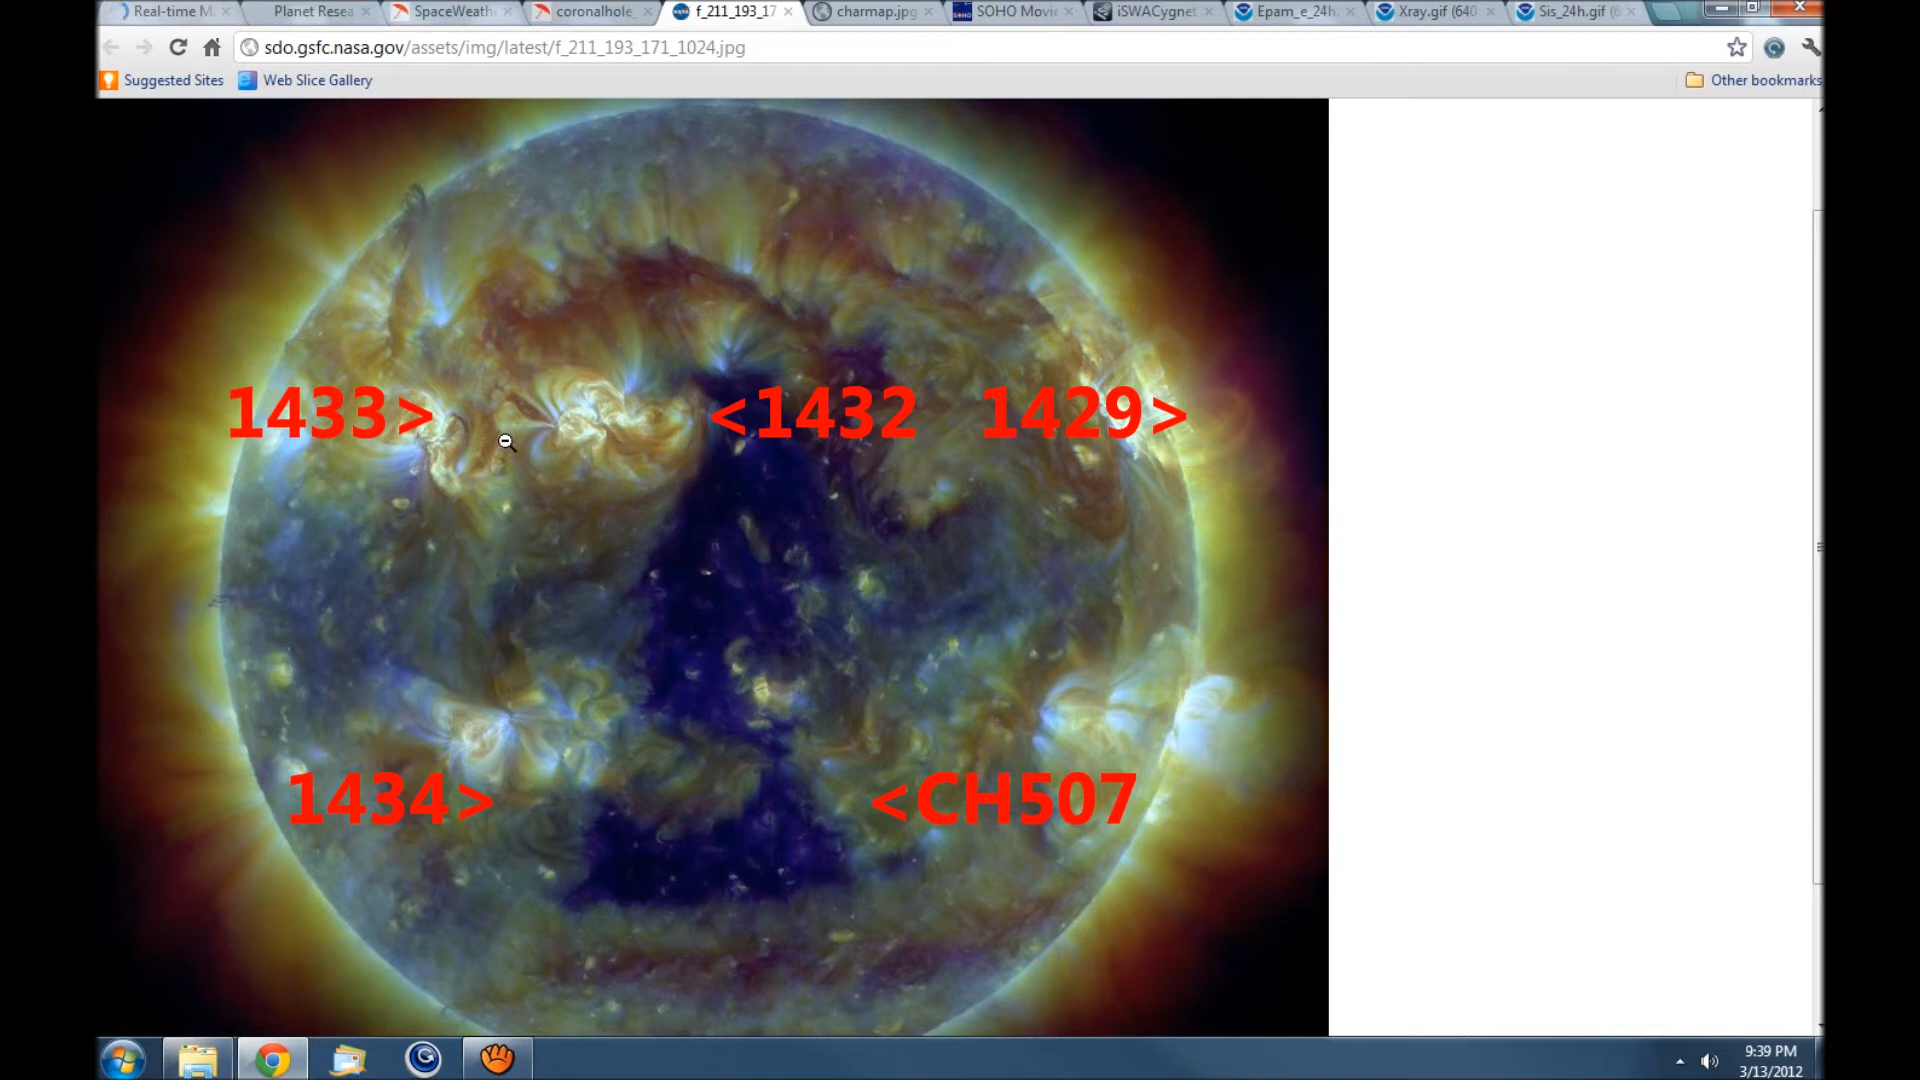 Real-time M
Planet Resea
SpaceWeath
coronalhole_
f_211_193_17
charmap.jpg
SOHO Movie
iSWACygnet
Epam_e_24h.
Xray.gif (640
Sis_24h.gif (6
sdo.gsfc.nasa.gov/assets/img/latest/f_211_193_171_1024.jpg
Suggested Sites
Web Slice Gallery
Other bookmarks
1433>
<1432
1429>
1434>
<CH507
9:39 PM
3/13/2012